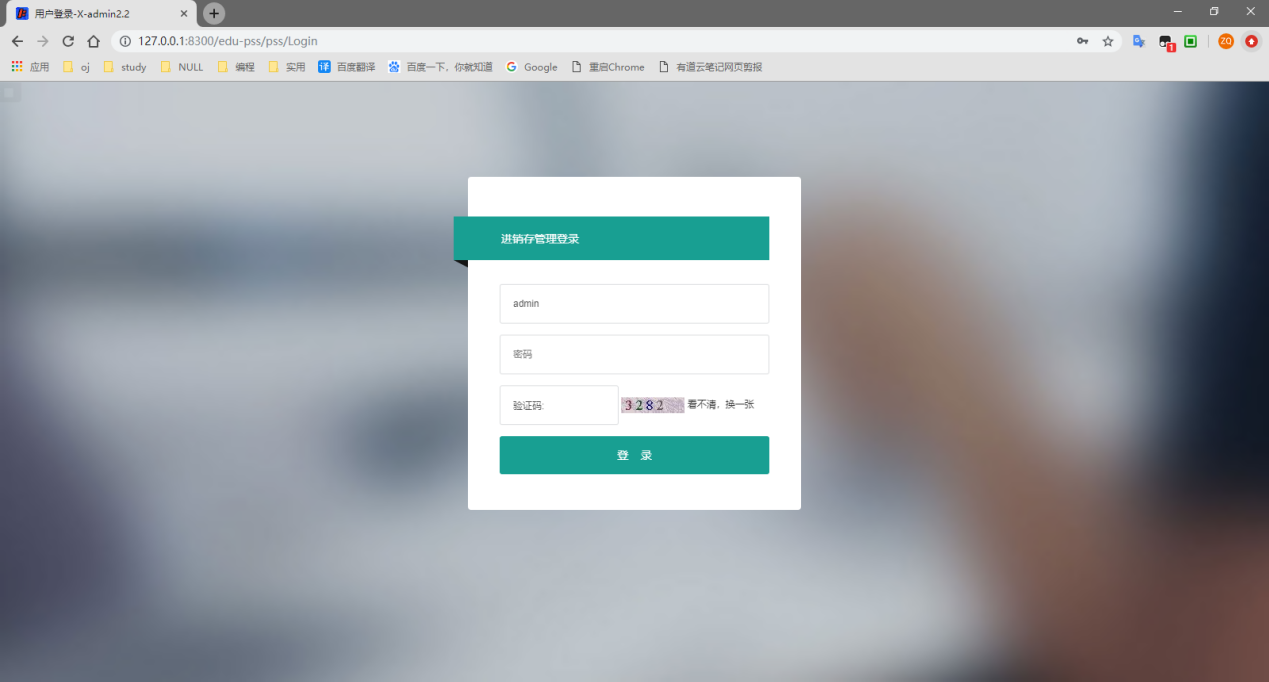 用户登录-X-admin2.2
127.0.0.1:8300/edu-pss/pss/Login
1
ZQ
应用 oj study NULL 编程 实用 译 百度翻译 百度一下，你就知道 G Google 重启Chrome 有道云笔记网页剪报
进销存管理登录
admin
密码
验证码: 3282 看不清，换一张
登 录